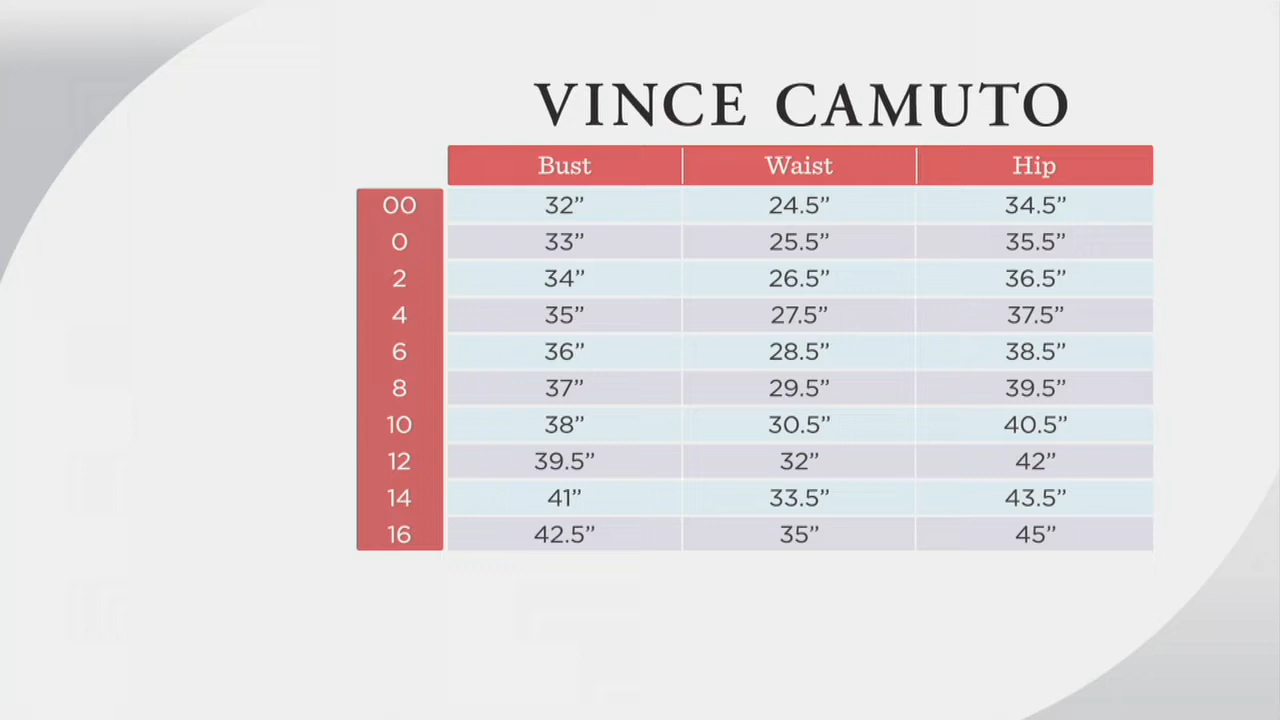 VINCE CAMUTO
Bust Waist Hip
00 32” 24.5” 34.5”
0 33” 25.5” 35.5”
2 34” 26.5” 36.5”
4 35” 27.5” 37.5”
6 36” 28.5” 38.5”
8 37” 29.5” 39.5”
10 38” 30.5” 40.5”
12 39.5” 32” 42”
14 41” 33.5” 43.5”
16 42.5” 35” 45”